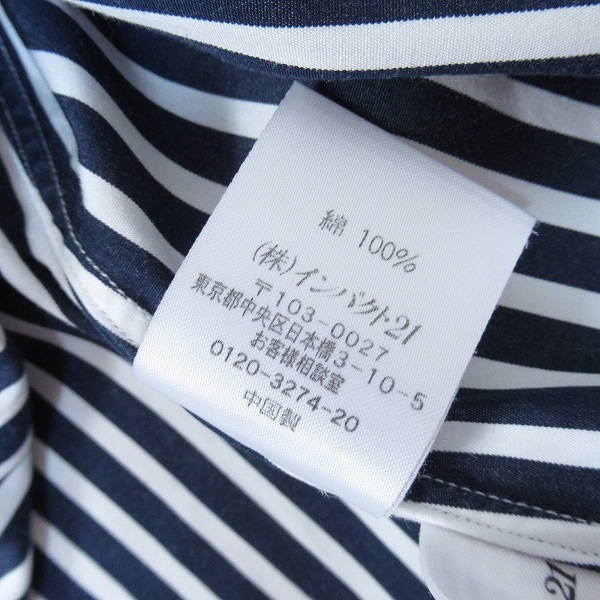 綿 100%
(株)インパクト21
〒103-0027
東京都中央区日本橋3-10-5
お客様相談室
0120-3274-20
中国製
21